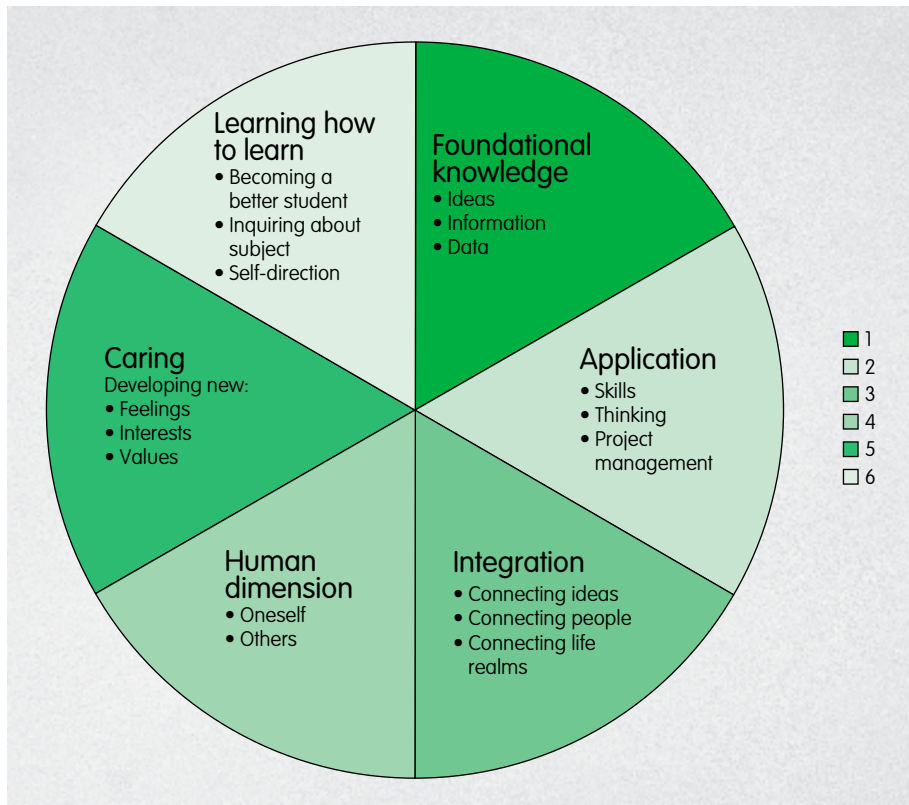 Learning how
to learn
• Becoming a
better student
• Inquiring about
subject
• Self-direction
Foundational
knowledge
• Ideas
• Information
• Data
Caring
Developing new:
• Feelings
• Interests
• Values
Application
• Skills
• Thinking
• Project
management
Human
dimension
• Oneself
• Others
Integration
• Connecting ideas
• Connecting people
• Connecting life
realms
1
2
3
4
5
6